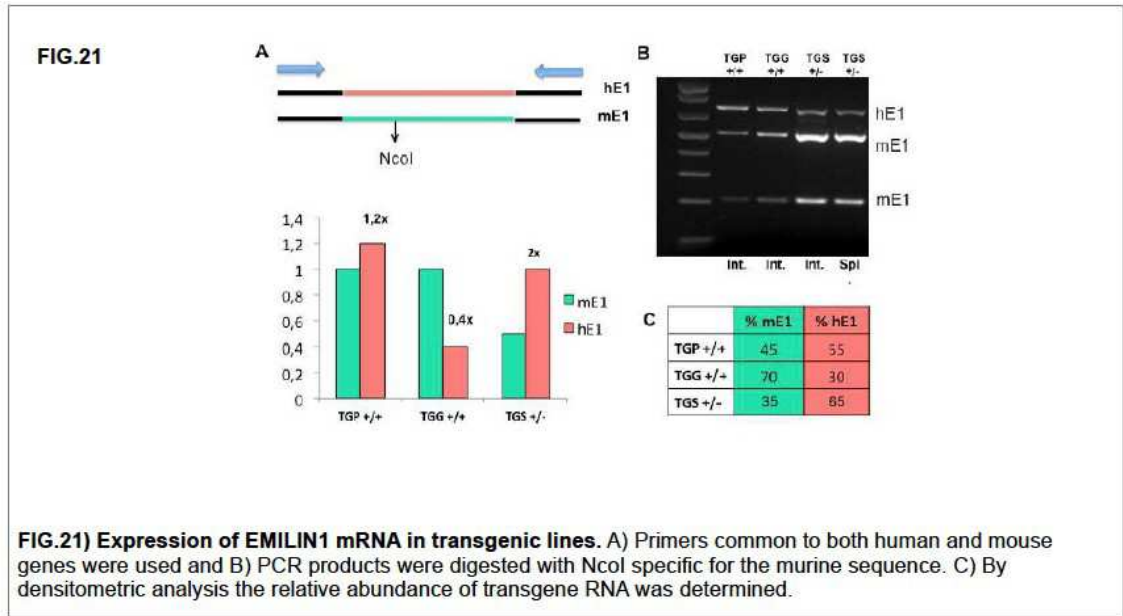 FIG.21
A
hE1
mE1
NcoI
1,4
1,2
1
0,8
0,6
0,4
0,2
0
1,2x
0,4x
2x
TGP +/+
TGG +/+
TGS +/-
mE1
hE1
B
TGP TGG TGS TGS
+/+ +/+ +/- +/-
hE1
mE1
mE1
Int. Int. Int. Spl
.
C
% mE1 % hE1
TGP +/+ 45 55
TGG +/+ 70 30
TGS +/- 35 65
FIG.21) Expression of EMILIN1 mRNA in transgenic lines. A) Primers common to both human and mouse
genes were used and B) PCR products were digested with NcoI specific for the murine sequence. C) By
densitometric analysis the relative abundance of transgene RNA was determined.